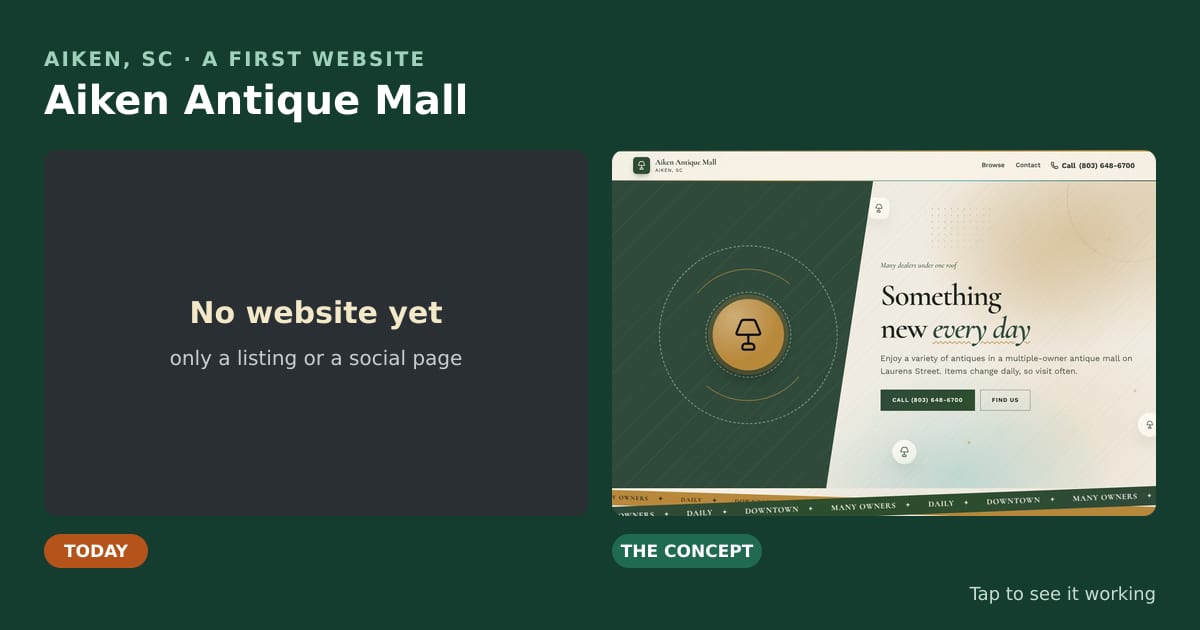 AIKEN, SC · A FIRST WEBSITE
Aiken Antique Mall
No website yet
only a listing or a social page
TODAY
Aiken Antique Mall
AIKEN, SC
Browse
Contact
Call (803) 648-6700
Many dealers under one roof
Something
new every day
Enjoy a variety of antiques in a multiple-owner antique mall on
Laurens Street. Items change daily, so visit often.
CALL (803) 648-6700
FIND US
Y OWNERS ✦ DAILY ✦
OWNERS ✦ DAILY ✦ DOWNTOWN ✦ MANY OWNERS ✦ DAILY ✦ DOWNTOWN ✦ MANY OWNERS ✦
THE CONCEPT
Tap to see it working